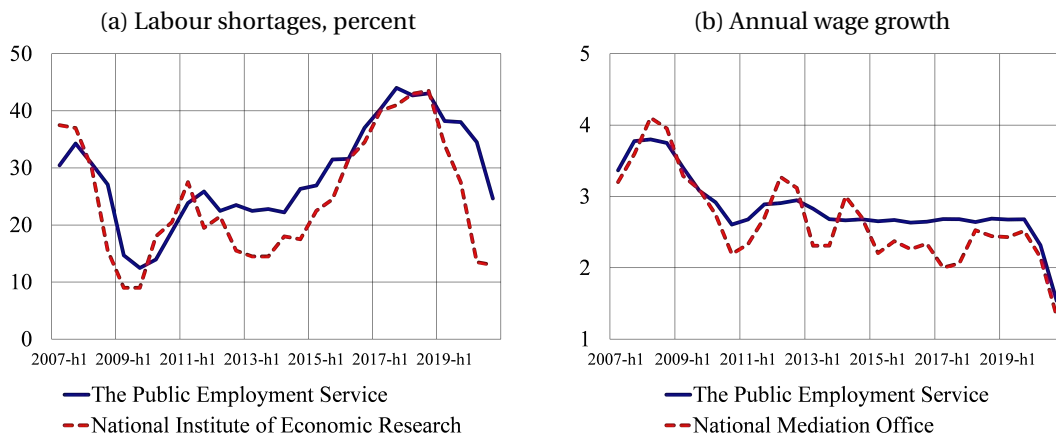 (a) Labour shortages, percent
50
40
30
20
10
0
2007-h1 2009-h1 2011-h1 2013-h1 2015-h1 2017-h1 2019-h1
The Public Employment Service
National Institute of Economic Research
(b) Annual wage growth
5
4
3
2
1
2007-h1 2009-h1 2011-h1 2013-h1 2015-h1 2017-h1 2019-h1
The Public Employment Service
National Mediation Office